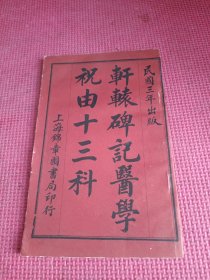 民國三年出版
軒轅碑記醫學
祝由十三科
上海錦章圖書局印行